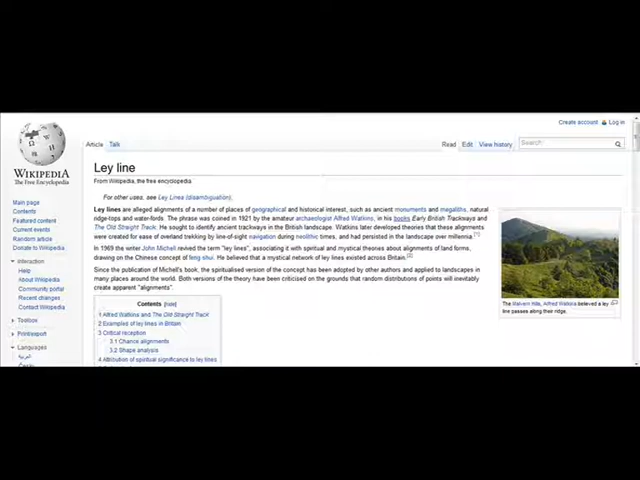 Create account Log in
WIKIPEDIA
The Free Encyclopedia
Article Talk Read Edit View history Search
Ley line
From Wikipedia, the free encyclopedia
For other uses, see Ley Lines (disambiguation).
Ley lines are alleged alignments of a number of places of geographical and historical interest, such as ancient monuments and megaliths, natural
ridge-tops and water-fords. The phrase was coined in 1921 by the amateur archaeologist Alfred Watkins, in his books Early British Trackways and
The Old Straight Track. He sought to identify ancient trackways in the British landscape. Watkins later developed theories that these alignments
were created for ease of overland trekking by line-of-sight navigation during neolithic times, and had persisted in the landscape over millennia.[1]
In 1969 the writer John Michell revived the term "ley lines", associating it with spiritual and mystical theories about alignments of land forms,
drawing on the Chinese concept of feng shui. He believed that a mystical network of ley lines existed across Britain.[2]
Since the publication of Michell's book, the spiritualised version of the concept has been adopted by other authors and applied to landscapes in
many places around the world. Both versions of the theory have been criticised on the grounds that random distributions of points will inevitably
create apparent "alignments".
Contents [hide]
1 Alfred Watkins and The Old Straight Track
2 Examples of ley lines in Britain
3 Critical reception
3.1 Chance alignments
3.2 Shape analysis
4 Attribution of spiritual significance to ley lines
The Malvern Hills, Alfred Watkins believed a ley
line passes along their ridge.
Main page
Contents
Featured content
Current events
Random article
Donate to Wikipedia
Interaction
Help
About Wikipedia
Community portal
Recent changes
Contact Wikipedia
Toolbox
Print/export
Languages
العربية
Česky